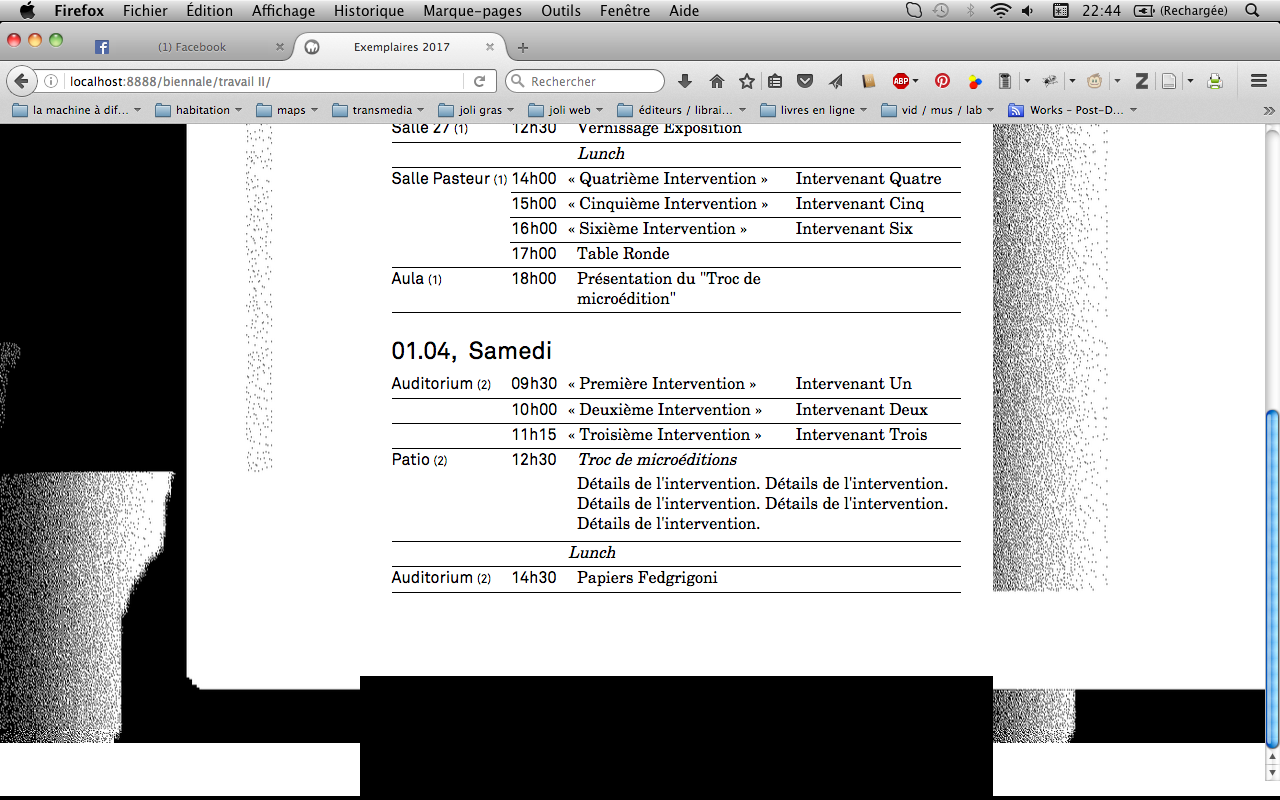 Firefox Fichier Édition Affichage Historique Marque-pages Outils Fenêtre Aide 22:44 (Rechargée)
(1) Facebook Exemplaires 2017
localhost:8888/biennale/travail II/ Rechercher ABP
la machine à dif... habitation maps transmedia joli gras joli web éditeurs / librai... livres en ligne vid / mus / lab Works - Post-D...
Salle 27 (1) 12h30 Vernissage Exposition
Lunch
Salle Pasteur (1) 14h00 « Quatrième Intervention » Intervenant Quatre
15h00 « Cinquième Intervention » Intervenant Cinq
16h00 « Sixième Intervention » Intervenant Six
17h00 Table Ronde
Aula (1) 18h00 Présentation du "Troc de
microédition"
01.04, Samedi
Auditorium (2) 09h30 « Première Intervention » Intervenant Un
10h00 « Deuxième Intervention » Intervenant Deux
11h15 « Troisième Intervention » Intervenant Trois
Patio (2) 12h30 Troc de microéditions
Détails de l'intervention. Détails de l'intervention.
Détails de l'intervention. Détails de l'intervention.
Détails de l'intervention.
Lunch
Auditorium (2) 14h30 Papiers Fedgrigoni